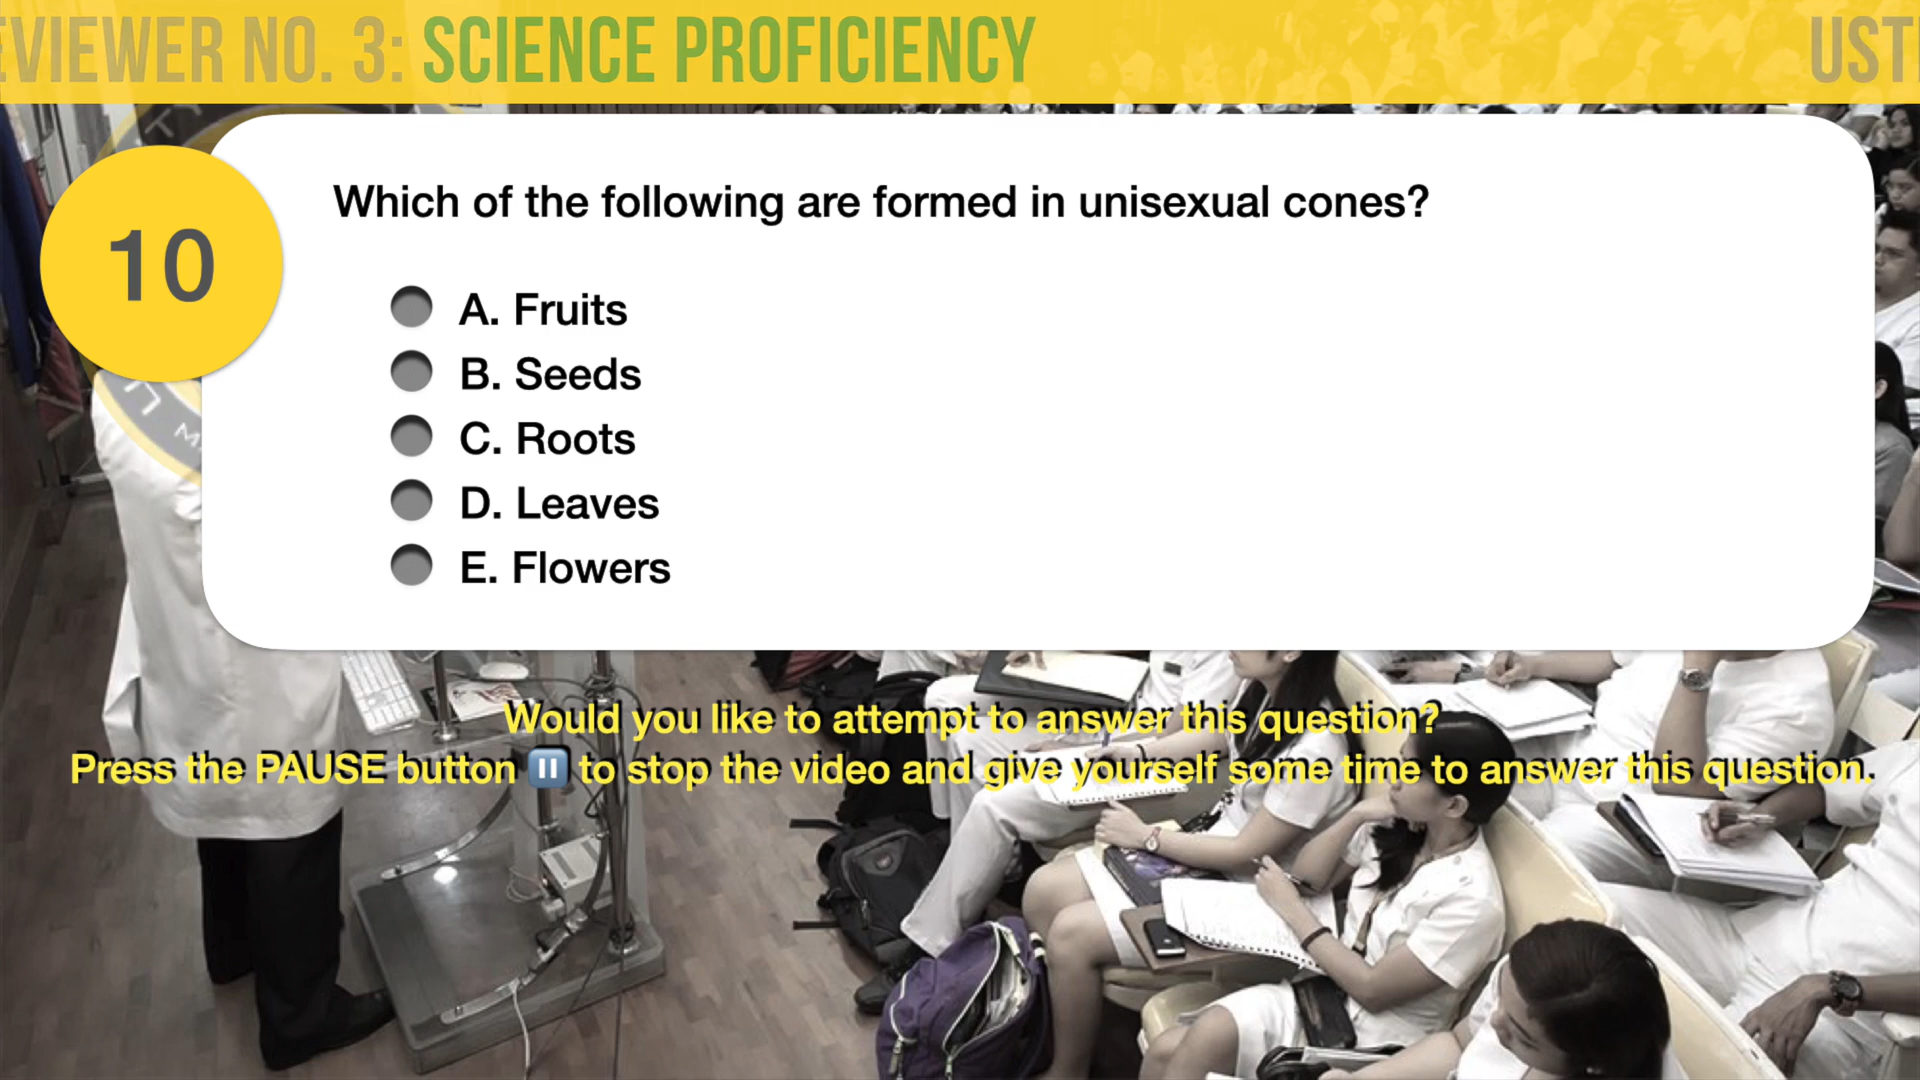 EVIEWER NO. 3: SCIENCE PROFICIENCY
UST
10
Which of the following are formed in unisexual cones?
A. Fruits
B. Seeds
C. Roots
D. Leaves
E. Flowers
Would you like to attempt to answer this question?
Press the PAUSE button ⏸ to stop the video and give yourself some time to answer this question.